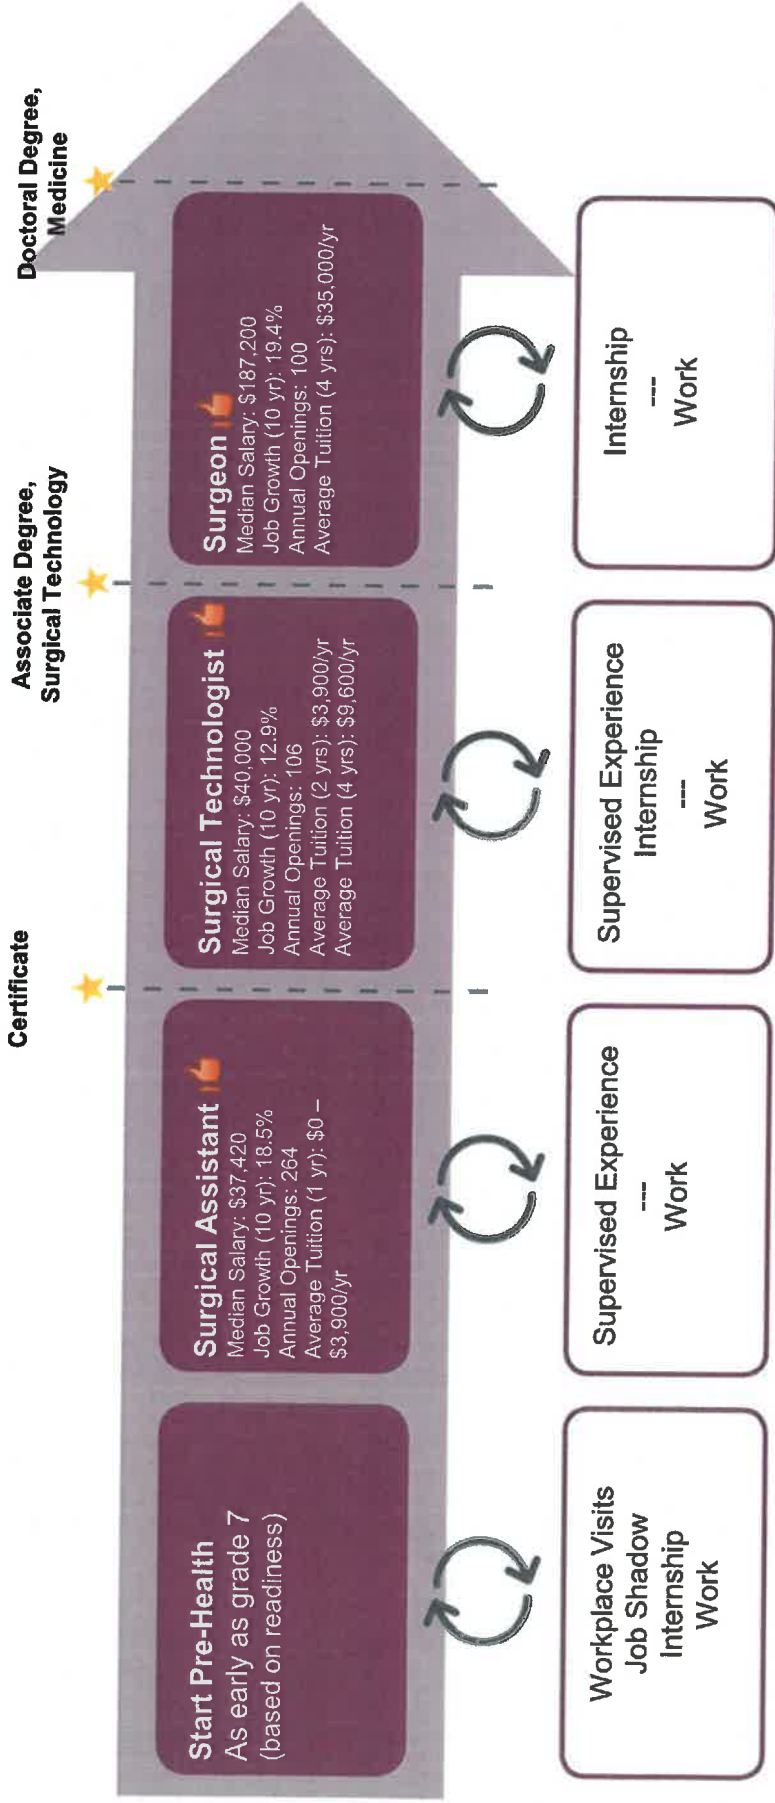 Certificate
Associate Degree,
Surgical Technology
Doctoral Degree,
Medicine
Start Pre-Health
As early as grade 7
(based on readiness)
Surgical Assistant
Median Salary: $37,420
Job Growth (10 yr): 18.5%
Annual Openings: 264
Average Tuition (1 yr): $0 –
$3,900/yr
Surgical Technologist
Median Salary: $40,000
Job Growth (10 yr): 12.9%
Annual Openings: 106
Average Tuition (2 yrs): $3,900/yr
Average Tuition (4 yrs): $9,600/yr
Surgeon
Median Salary: $187,200
Job Growth (10 yr): 19.4%
Annual Openings: 100
Average Tuition (4 yrs): $35,000/yr
Workplace Visits
Job Shadow
Internship
Work
Supervised Experience
---
Work
Supervised Experience
Internship
---
Work
Internship
---
Work